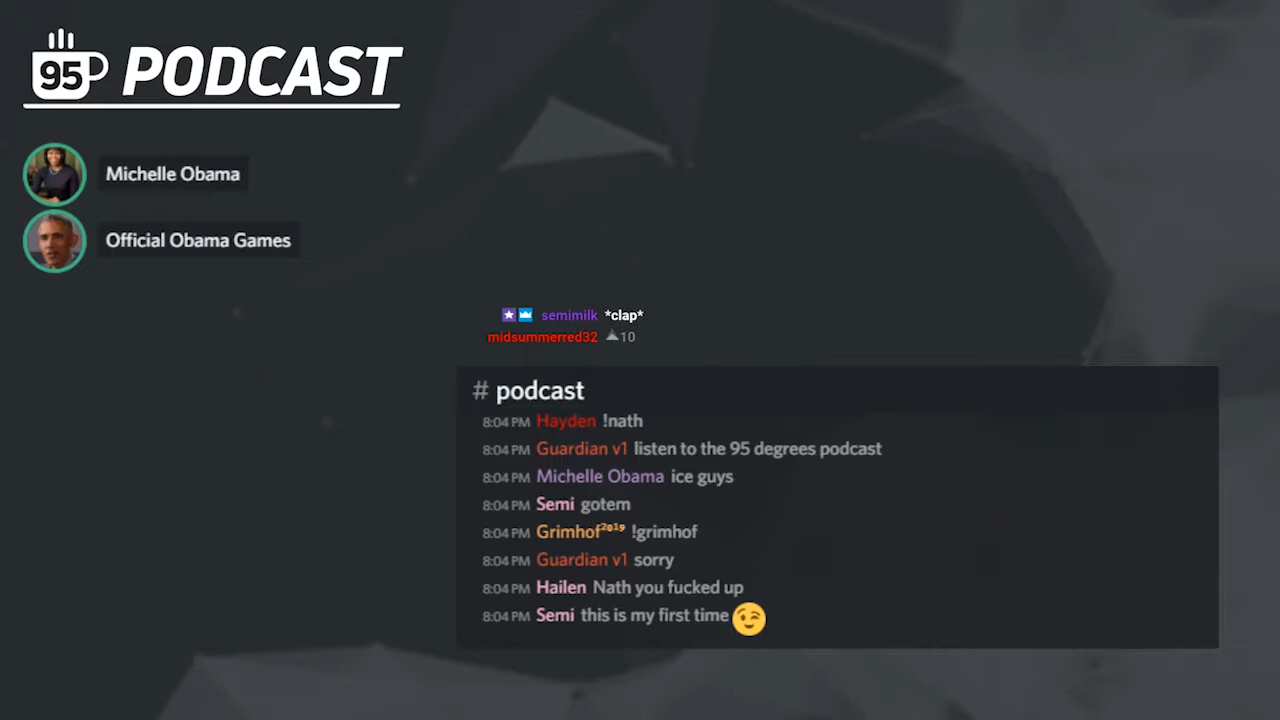 95 PODCAST
Michelle Obama
Official Obama Games
semimilk *clap*
midsummerred32 10
# podcast
8:04 PM Hayden !nath
8:04 PM Guardian v1 listen to the 95 degrees podcast
8:04 PM Michelle Obama ice guys
8:04 PM Semi gotem
8:04 PM Grimhof²⁰¹⁹ !grimhof
8:04 PM Guardian v1 sorry
8:04 PM Hailen Nath you fucked up
8:04 PM Semi this is my first time 😉